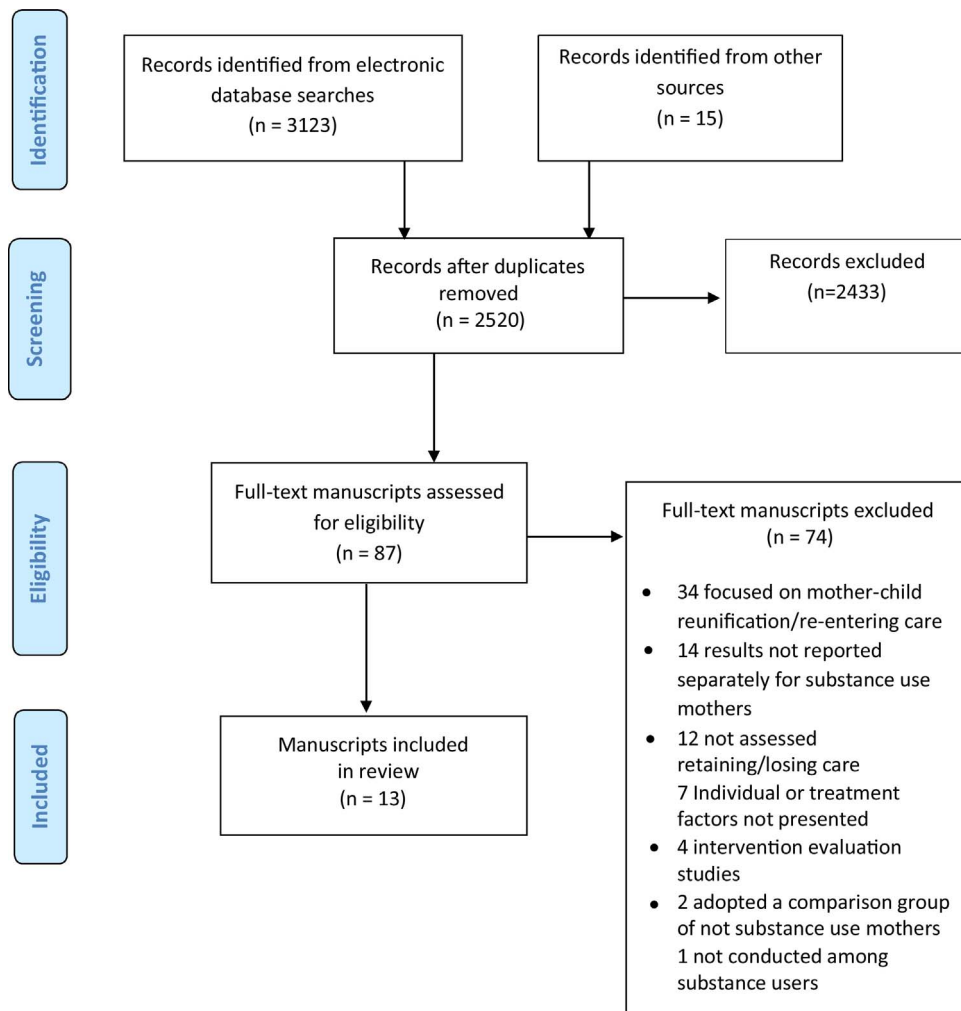 Identification
Records identified from electronic
database searches
(n = 3123)
Records identified from other
sources
(n = 15)
Screening
Records after duplicates
removed
(n = 2520)
Records excluded
(n=2433)
Eligibility
Full-text manuscripts assessed
for eligibility
(n = 87)
Full-text manuscripts excluded
(n = 74)
• 34 focused on mother-child
reunification/re-entering care
• 14 results not reported
separately for substance use
mothers
• 12 not assessed
retaining/losing care
7 Individual or treatment
factors not presented
• 4 intervention evaluation
studies
• 2 adopted a comparison group
of not substance use mothers
1 not conducted among
substance users
Included
Manuscripts included
in review
(n = 13)